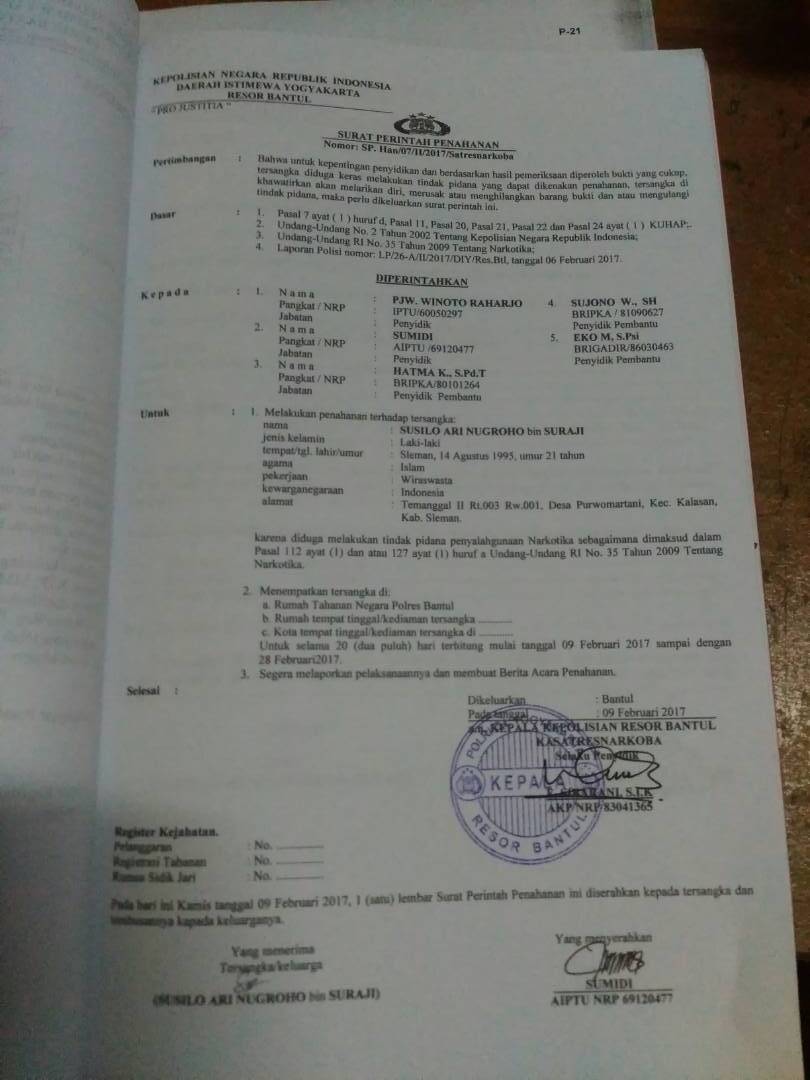 P-21
KEPOLISIAN NEGARA REPUBLIK INDONESIA
DAERAH ISTIMEWA YOGYAKARTA
RESOR BANTUL
"PRO JUSTITIA "
SURAT PERINTAH PENAHANAN
Nomor: SP. Han/07/II/2017/Satresnarkoba
Pertimbangan : Bahwa untuk kepentingan penyidikan dan berdasarkan hasil pemeriksaan diperoleh bukti yang cukup,
tersangka diduga keras melakukan tindak pidana yang dapat dikenakan penahanan, tersangka di
khawatirkan akan melarikan diri, merusak atau menghilangkan barang bukti dan atau mengulangi
tindak pidana, maka perlu dikeluarkan surat perintah ini.
Dasar : 1. Pasal 7 ayat ( 1 ) huruf d, Pasal 11, Pasal 20, Pasal 21, Pasal 22 dan Pasal 24 ayat ( 1 ) KUHAP;.
2. Undang-Undang No. 2 Tahun 2002 Tentang Kepolisian Negara Republik Indonesia;
3. Undang-Undang RI No. 35 Tahun 2009 Tentang Narkotika;
4. Laporan Polisi nomor: LP/26-A/II/2017/DIY/Res.Btl, tanggal 06 Februari 2017.
DIPERINTAHKAN
Kepada : 1. Nama : PJW. WINOTO RAHARJO 4. SUJONO W., SH
Pangkat / NRP : IPTU/60050297 BRIPKA / 81090627
Jabatan : Penyidik Penyidik Pembantu
2. Nama : SUMIDI 5. EKO M, S.Psi
Pangkat / NRP : AIPTU /69120477 BRIGADIR/86030463
Jabatan : Penyidik Penyidik Pembantu
3. Nama : HATMA K., S.Pd.T
Pangkat / NRP : BRIPKA/80101264
Jabatan : Penyidik Pembantu
Untuk : 1. Melakukan penahanan terhadap tersangka:
nama : SUSILO ARI NUGROHO bin SURAJI
jenis kelamin : Laki-laki
tempat/tgl. lahir/umur : Sleman, 14 Agustus 1995, umur 21 tahun
agama : Islam
pekerjaan : Wiraswasta
kewarganegaraan : Indonesia
alamat : Temanggal II Rt.003 Rw.001, Desa Purwomartani, Kec. Kalasan,
Kab. Sleman.
karena diduga melakukan tindak pidana penyalahgunaan Narkotika sebagaimana dimaksud dalam
Pasal 112 ayat (1) dan atau 127 ayat (1) huruf a Undang-Undang RI No. 35 Tahun 2009 Tentang
Narkotika.
2. Menempatkan tersangka di:
a. Rumah Tahanan Negara Polres Bantul
b. Rumah tempat tinggal/kediaman tersangka ............
c. Kota tempat tinggal/kediaman tersangka di ............
Untuk selama 20 (dua puluh) hari terhitung mulai tanggal 09 Februari 2017 sampai dengan
28 Februari2017.
3. Segera melaporkan pelaksanaannya dan membuat Berita Acara Penahanan.
Selesai :
Dikeluarkan : Bantul
Pada tanggal : 09 Februari 2017
KEPALA KEPOLISIAN RESOR BANTUL
KASATRESNARKOBA
Selaku Penyidik
KEPALA
RESOR BANTUL
S.I.K
AKP NRP 83041365
Register Kejahatan.
Pelanggaran : No. ............
Registrasi Tahanan : No. ............
Rumus Sidik Jari : No. ............
Pada hari ini Kamis tanggal 09 Februari 2017, 1 (satu) lembar Surat Perintah Penahanan ini diserahkan kepada tersangka dan
tembusannya kapada keluarganya.
Yang menerima Yang menyerahkan
Tersangka/keluarga
(SUSILO ARI NUGROHO bin SURAJI) SUMIDI
AIPTU NRP 69120477